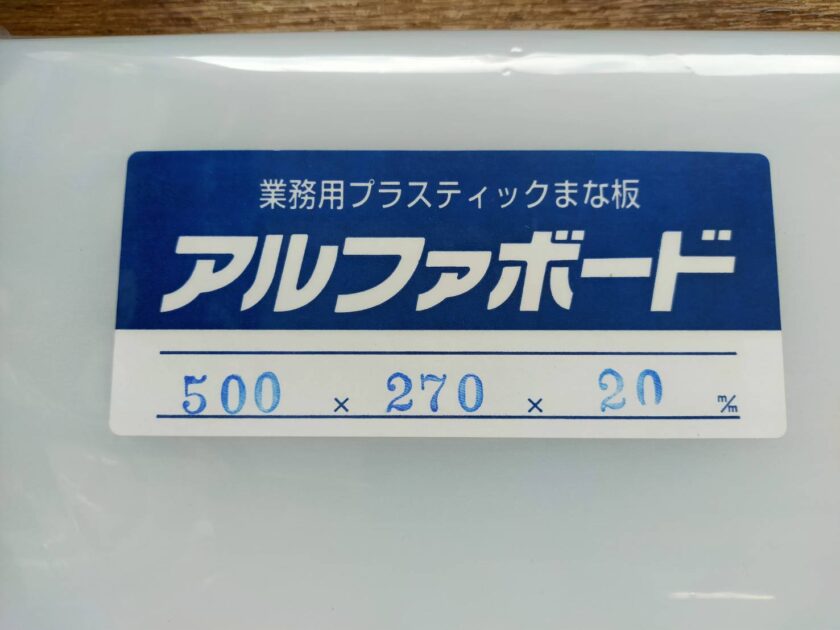 業務用プラスティックまな板
アルファボード
500 × 270 × 20 m/m